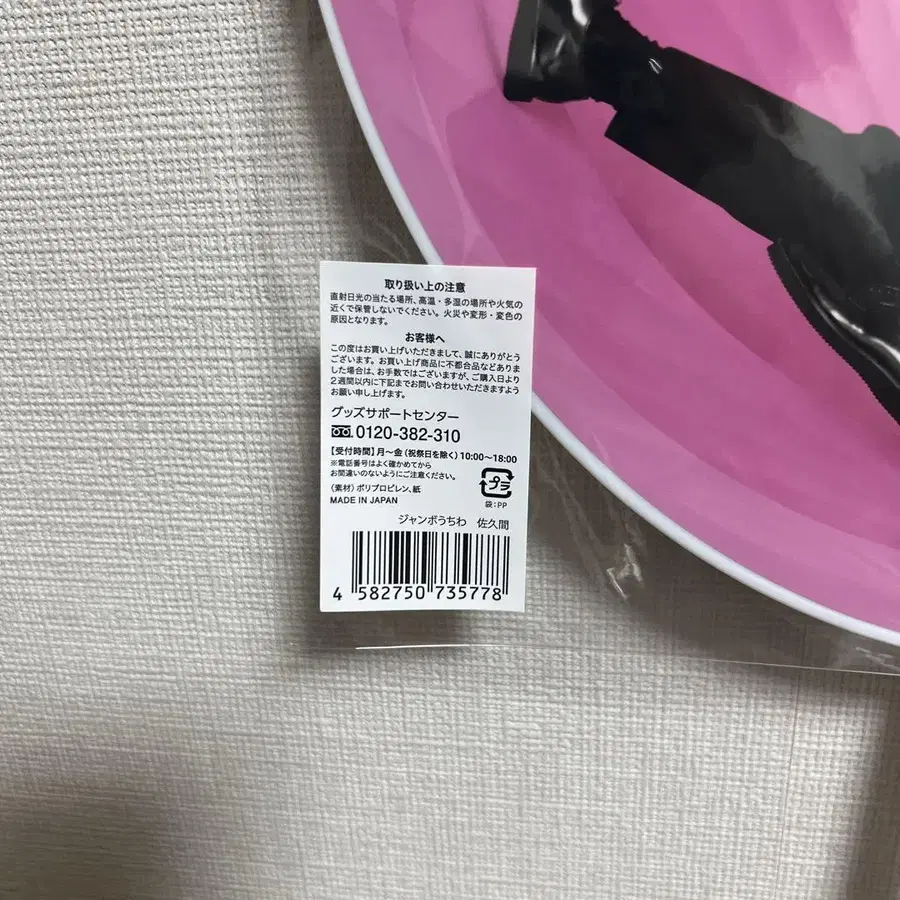 取り扱い上の注意
直射日光の当たる場所、高温・多湿の場所や火気の
近くで保管しないでください。火災や変形・変色の
原因となります。
お客様へ
この度はお買い上げいただきまして、誠にありがとう
ございます。お買い上げ商品に不都合品などありま
した場合は、お手数ではございますが、ご購入日より
2週間以内に下記までお問い合わせいただきますよう
お願い申し上げます。
グッズサポートセンター
0120-382-310
【受付時間】月〜金（祝祭日を除く）10:00〜18:00
※電話番号はよく確かめてから
お間違いのないようにご注意ください。
〈素材〉ポリプロピレン、紙
MADE IN JAPAN
プラ
袋:PP
ジャンボうちわ 佐久間
4 582750 735778